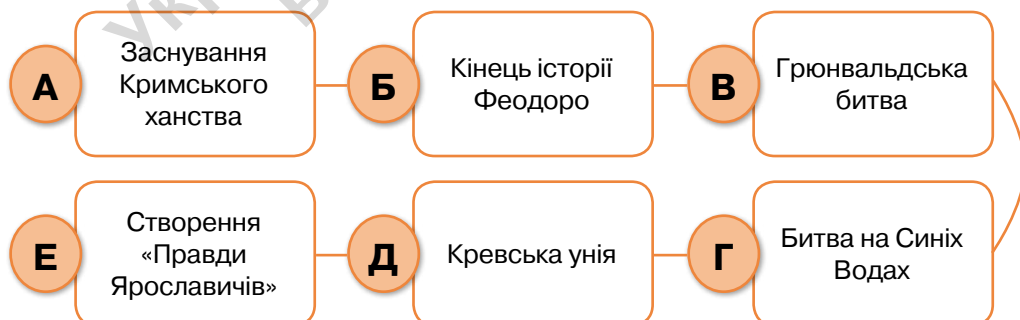 А
Заснування
Кримського
ханства
Б
Кінець історії
Феодоро
В
Грюнвальдська
битва
Е
Створення
«Правди
Ярославичів»
Д
Кревська унія
Г
Битва на Синіх
Водах